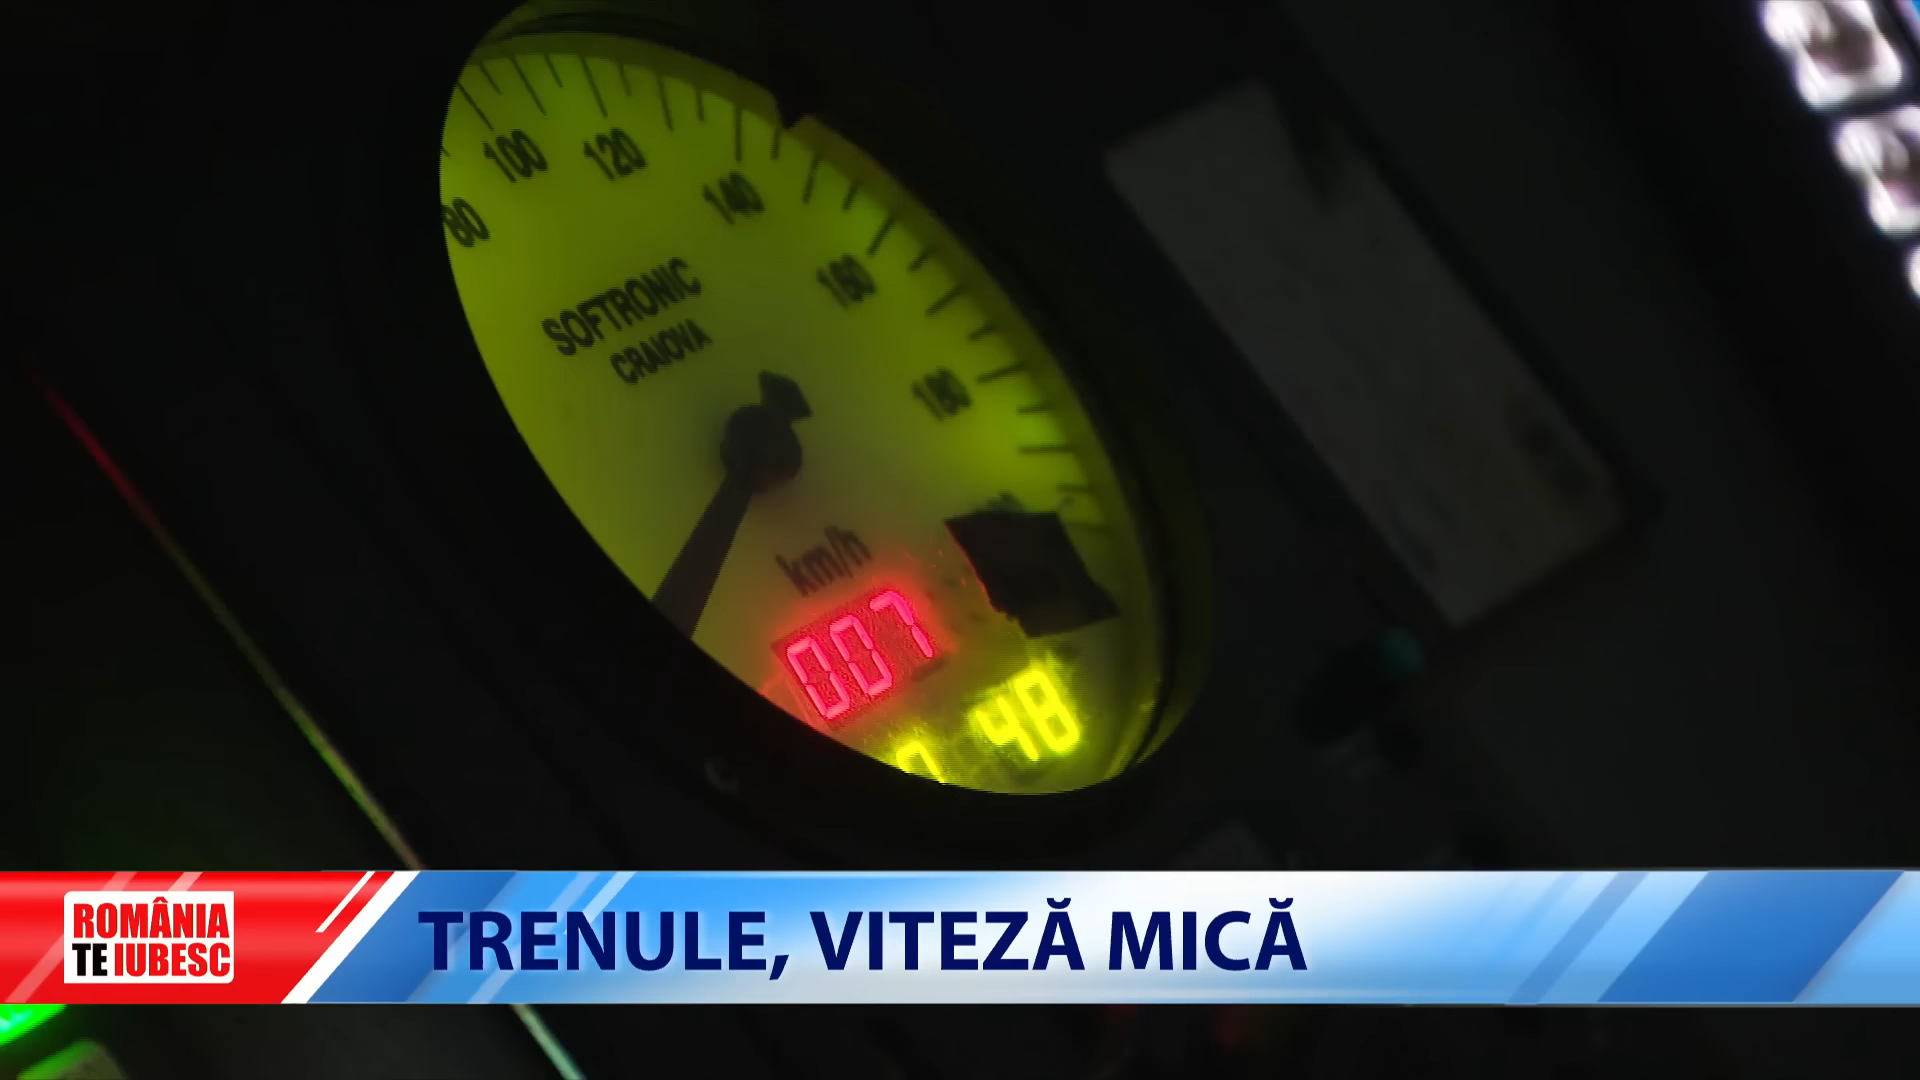 80
100
120
140
160
180
SOFTRONIC
CRAIOVA
km/h
007
48
ROMÂNIA
TE IUBESC
TRENULE, VITEZĂ MICĂ